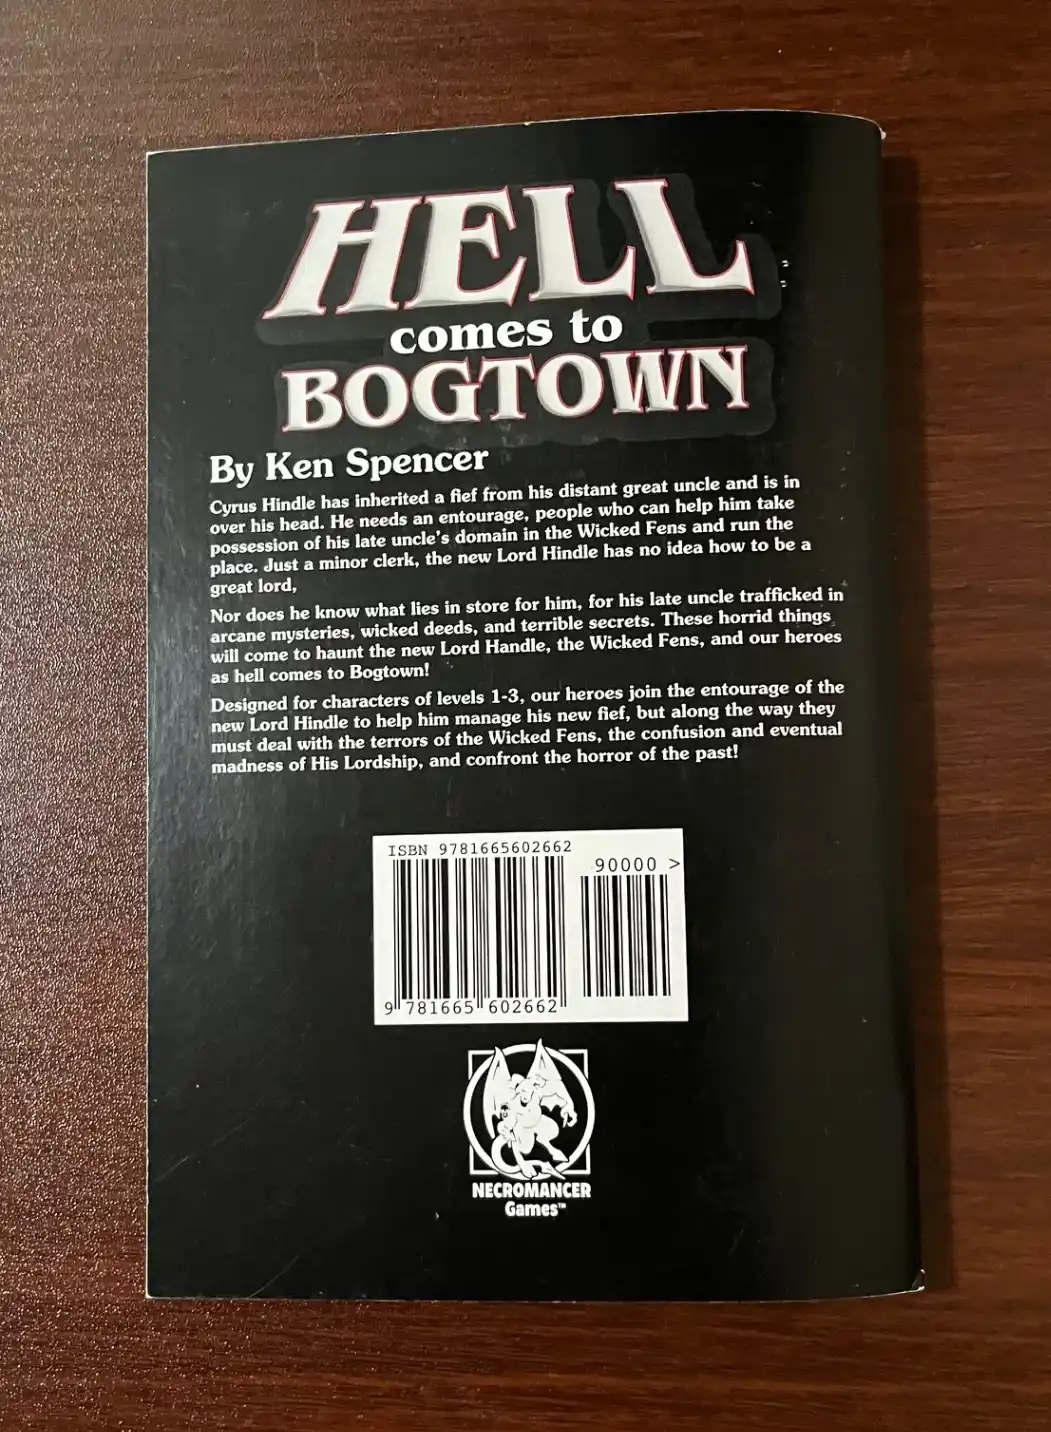 HELL
comes to
BOGTOWN
By Ken Spencer
Cyrus Hindle has inherited a fief from his distant great uncle and is in
over his head. He needs an entourage, people who can help him take
possession of his late uncle's domain in the Wicked Fens and run the
place. Just a minor clerk, the new Lord Hindle has no idea how to be a
great lord,
Nor does he know what lies in store for him, for his late uncle trafficked in
arcane mysteries, wicked deeds, and terrible secrets. These horrid things
will come to haunt the new Lord Handle, the Wicked Fens, and our heroes
as hell comes to Bogtown!
Designed for characters of levels 1-3, our heroes join the entourage of the
new Lord Hindle to help him manage his new fief, but along the way they
must deal with the terrors of the Wicked Fens, the confusion and eventual
madness of His Lordship, and confront the horror of the past!
ISBN 9781665602662
90000 >
9 781665 602662
NECROMANCER
Games™